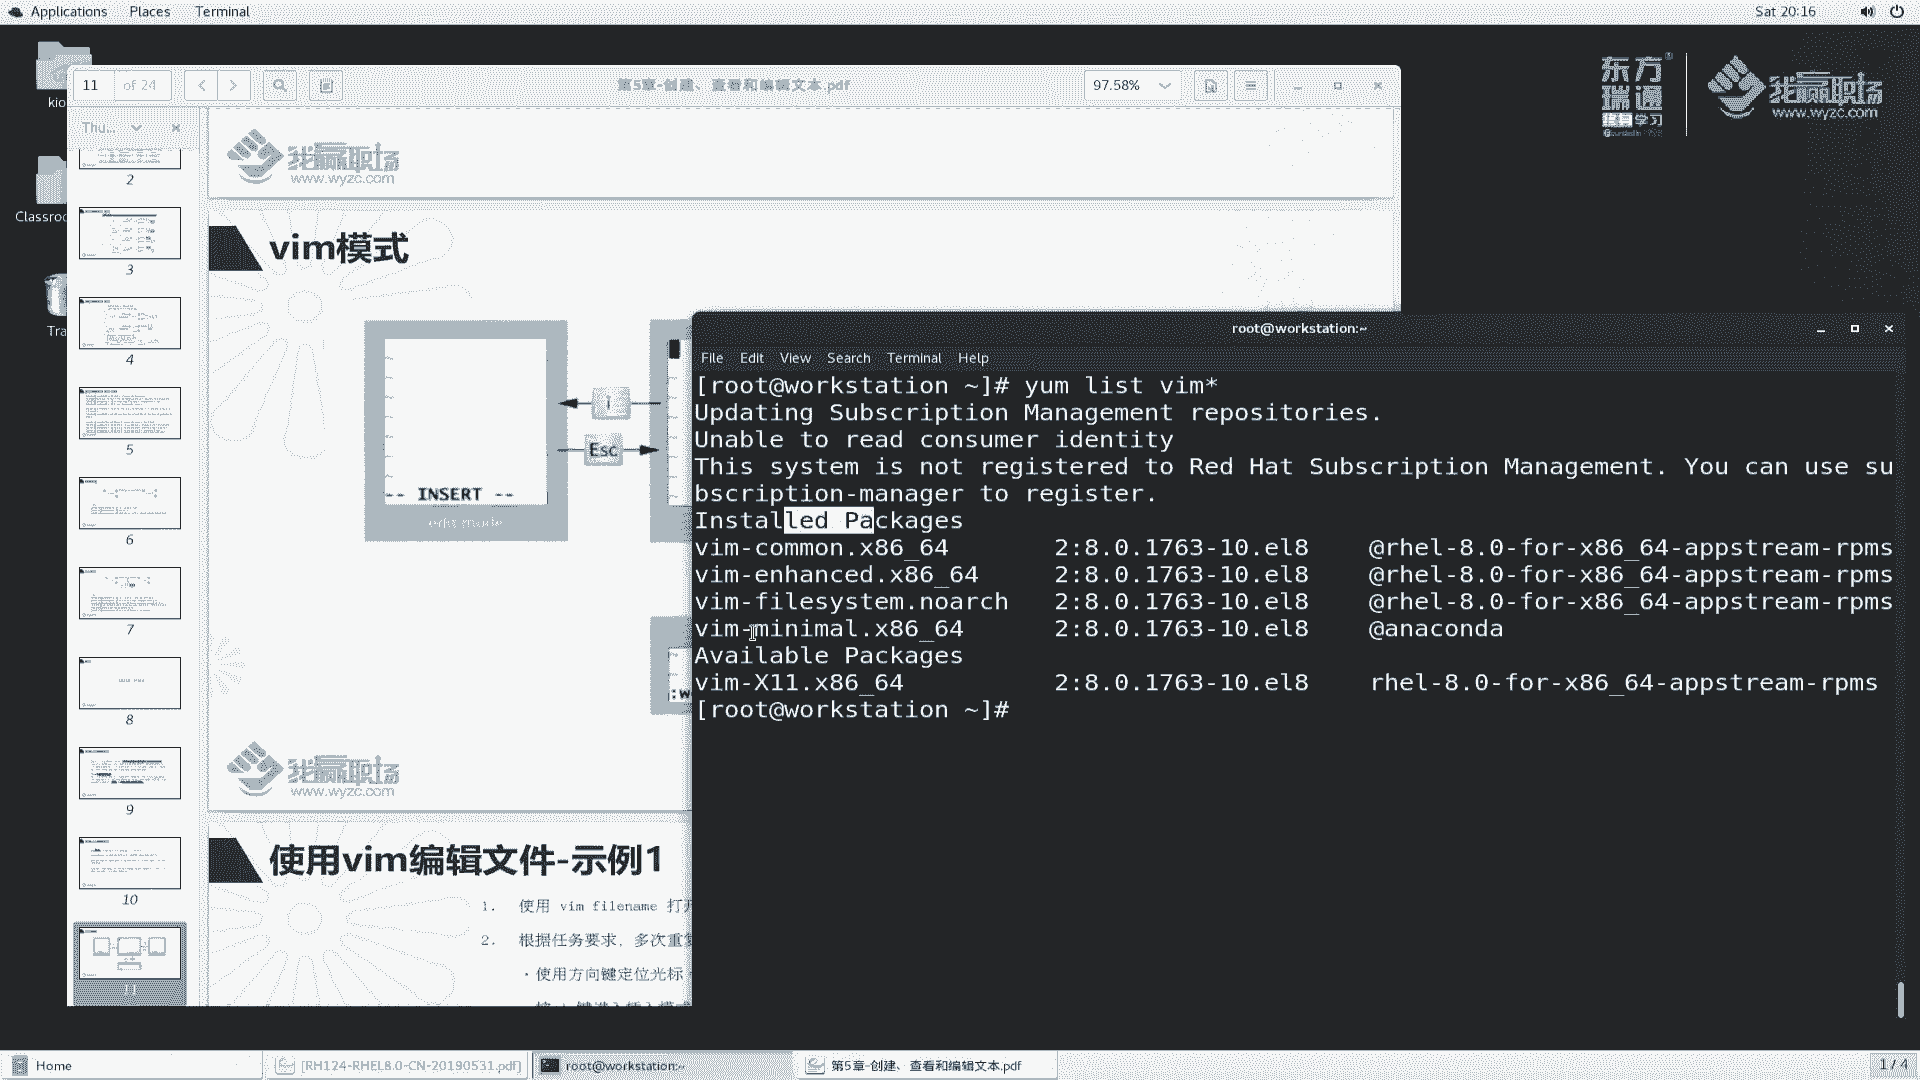 Applications Places Terminal
Sat 20:16
kio
Classroo
Tra
东方
瑞通
学习
我赢职场
www.wyzc.com
11 of 24
第5章-创建、查看和编辑文本.pdf
97.58%
Thu...
2
3
4
5
6
7
8
9
10
11
我赢职场
www.wyzc.com
vim模式
i
Esc
-- INSERT --
edit mode
:w
我赢职场
www.wyzc.com
使用vim编辑文件-示例1
1. 使用 vim filename 打开
2. 根据任务要求，多次重复
· 使用方向键定位光标
root@workstation:~
File Edit View Search Terminal Help
[root@workstation ~]# yum list vim*
Updating Subscription Management repositories.
Unable to read consumer identity
This system is not registered to Red Hat Subscription Management. You can use su
bscription-manager to register.
Installed Packages
vim-common.x86_64 2:8.0.1763-10.el8 @rhel-8.0-for-x86_64-appstream-rpms
vim-enhanced.x86_64 2:8.0.1763-10.el8 @rhel-8.0-for-x86_64-appstream-rpms
vim-filesystem.noarch 2:8.0.1763-10.el8 @rhel-8.0-for-x86_64-appstream-rpms
vim-minimal.x86_64 2:8.0.1763-10.el8 @anaconda
Available Packages
vim-X11.x86_64 2:8.0.1763-10.el8 rhel-8.0-for-x86_64-appstream-rpms
[root@workstation ~]#
Home
[RH124-RHEL8.0-CN-20190531.pdf]
root@workstation:~
第5章-创建、查看和编辑文本.pdf
1 / 4